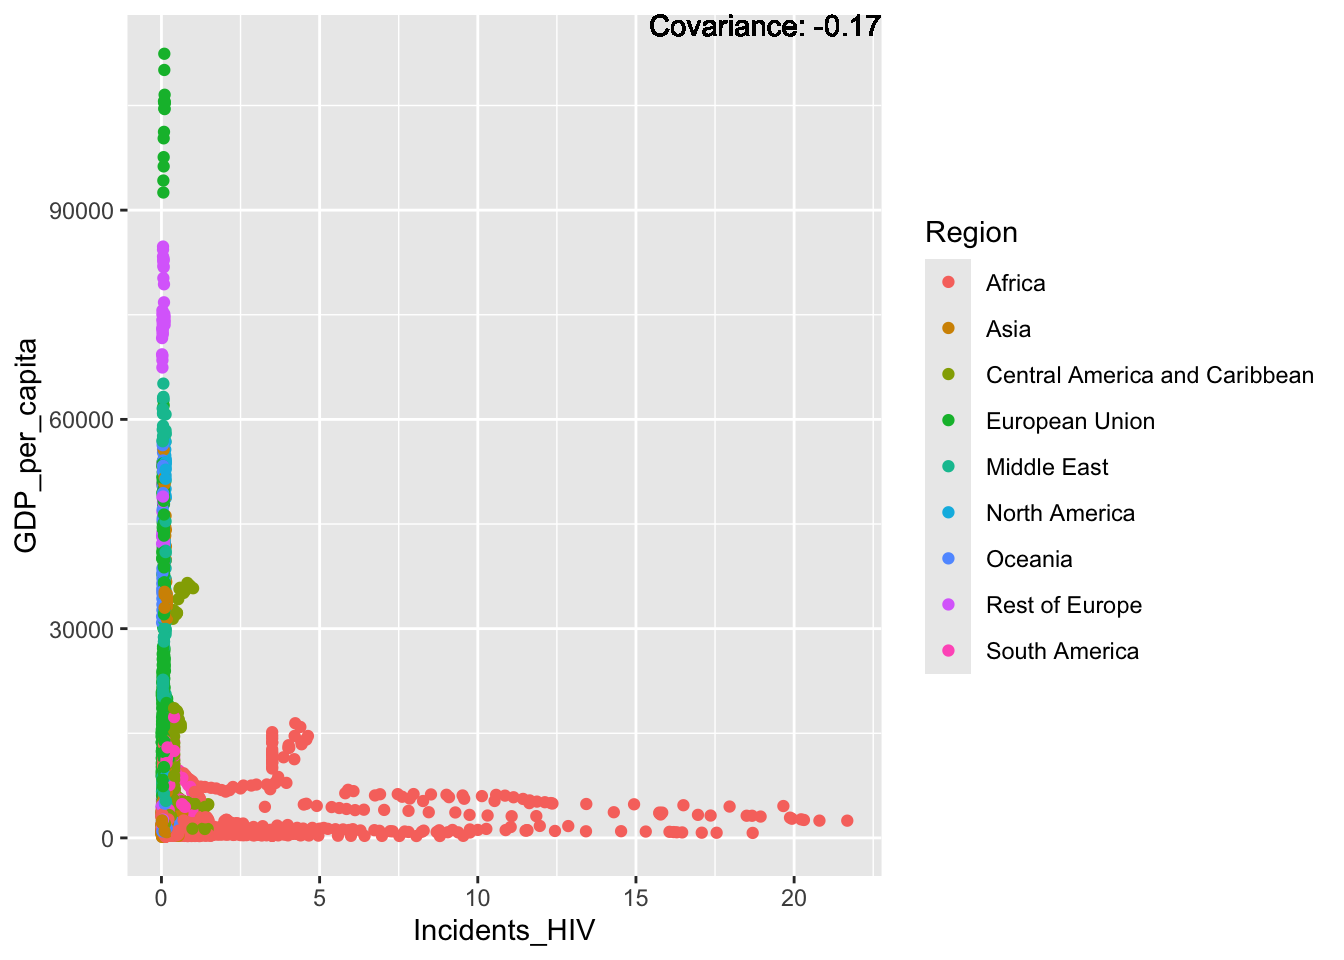 Covariance: -0.17
90000
60000
30000
0
GDP_per_capita
0 5 10 15 20
Incidents_HIV
Region
Africa
Asia
Central America and Caribbean
European Union
Middle East
North America
Oceania
Rest of Europe
South America